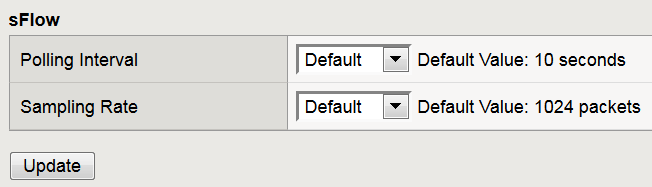 sFlow
Polling Interval Default Default Value: 10 seconds
Sampling Rate Default Default Value: 1024 packets
Update